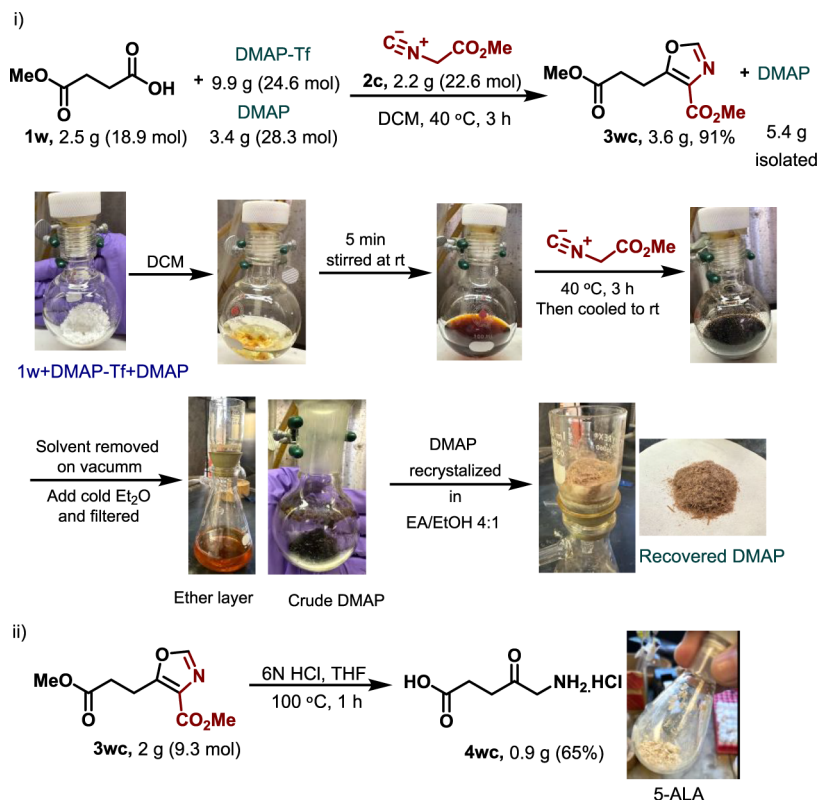 i)
O
MeO
OH
O
1w, 2.5 g (18.9 mol)
+
DMAP-Tf
9.9 g (24.6 mol)
DMAP
3.4 g (28.3 mol)
C≡N+ CO2Me
2c, 2.2 g (22.6 mol)
DCM, 40 ºC, 3 h
O
N
MeO
O
CO2Me
3wc, 3.6 g, 91%
+ DMAP
5.4 g
isolated
DCM
5 min
stirred at rt
C≡N+ CO2Me
40 ºC, 3 h
Then cooled to rt
1w+DMAP-Tf+DMAP
Solvent removed
on vacumm
Add cold Et2O
and filtered
DMAP
recrystalized
in
EA/EtOH 4:1
Ether layer
Crude DMAP
Recovered DMAP
ii)
O
N
MeO
O
CO2Me
3wc, 2 g (9.3 mol)
6N HCl, THF
100 ºC, 1 h
O
HO
NH2.HCl
O
4wc, 0.9 g (65%)
5-ALA